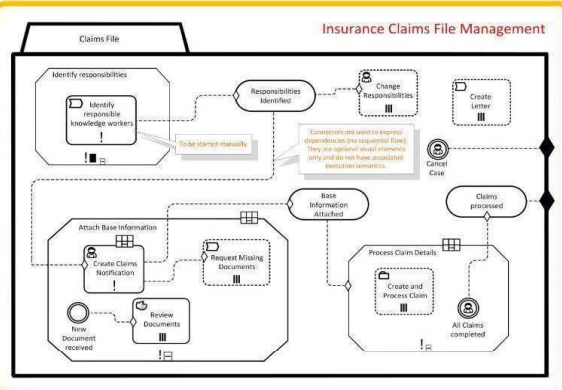 Insurance Claims File Management
Claims File
Identify responsibilities
Identify
responsible
knowledge workers
!
To be started manually.
Responsibilities
Identified
Change
Responsibilities
Create
Letter
Connectors are used to express
dependencies (no sequential flow).
They are optional visual elements
only and do not have associated
execution semantics.
Cancel
Case
Base
Information
Attached
Claims
processed
Attach Base Information
Create Claims
Notification
!
Request Missing
Documents
New
Document
received
Review
Documents
!
Process Claim Details
Create and
Process Claim
All Claims
completed
!